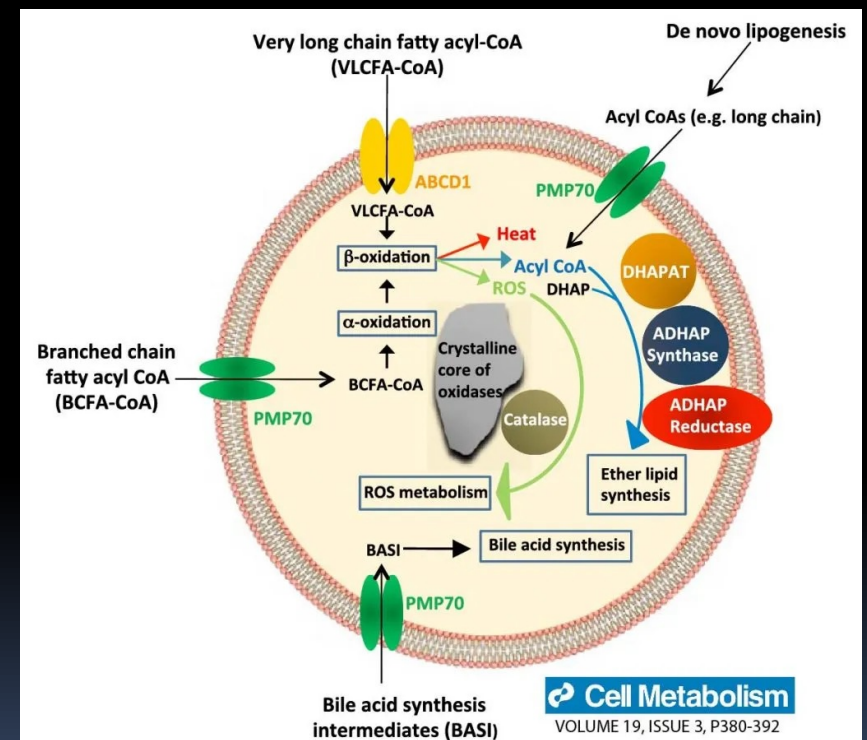 Very long chain fatty acyl-CoA
(VLCFA-CoA)
De novo lipogenesis
Acyl CoAs (e.g. long chain)
ABCD1
PMP70
VLCFA-CoA
β-oxidation
Heat
Acyl CoA
ROS
DHAP
DHAPAT
α-oxidation
ADHAP
Synthase
Branched chain
fatty acyl CoA
(BCFA-CoA)
BCFA-CoA
PMP70
Crystalline
core of
oxidases
Catalase
ADHAP
Reductase
ROS metabolism
Ether lipid
synthesis
BASI
Bile acid synthesis
PMP70
Bile acid synthesis
intermediates (BASI)
Cell Metabolism
VOLUME 19, ISSUE 3, P380-392